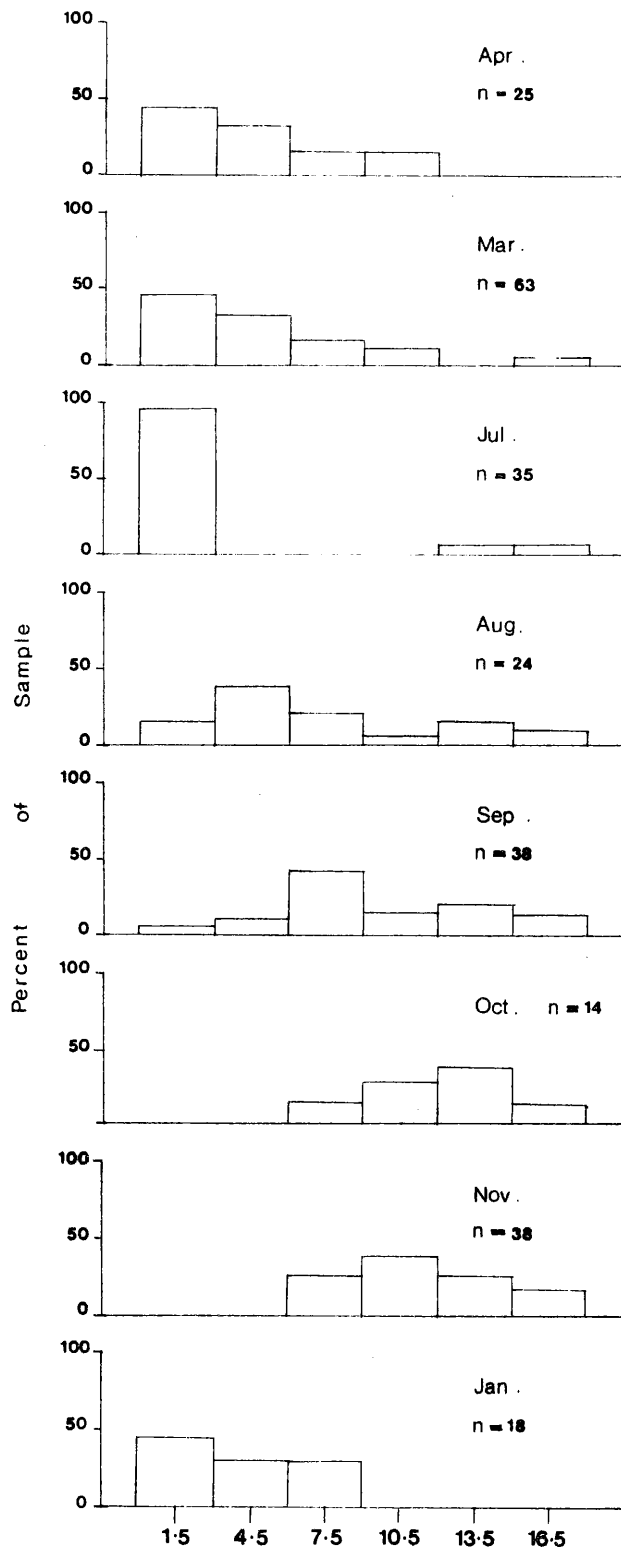 100
Apr.
50
n = 25
0
100
Mar.
50
n = 63
0
100
Jul.
50
n = 35
0
100
Aug.
50
n = 24
0
100
Sep.
50
n = 38
0
100
Oct. n = 14
50
0
100
Nov.
50
n = 38
0
100
Jan.
50
n = 18
0
Percent of Sample
1·5 4·5 7·5 10·5 13·5 16·5